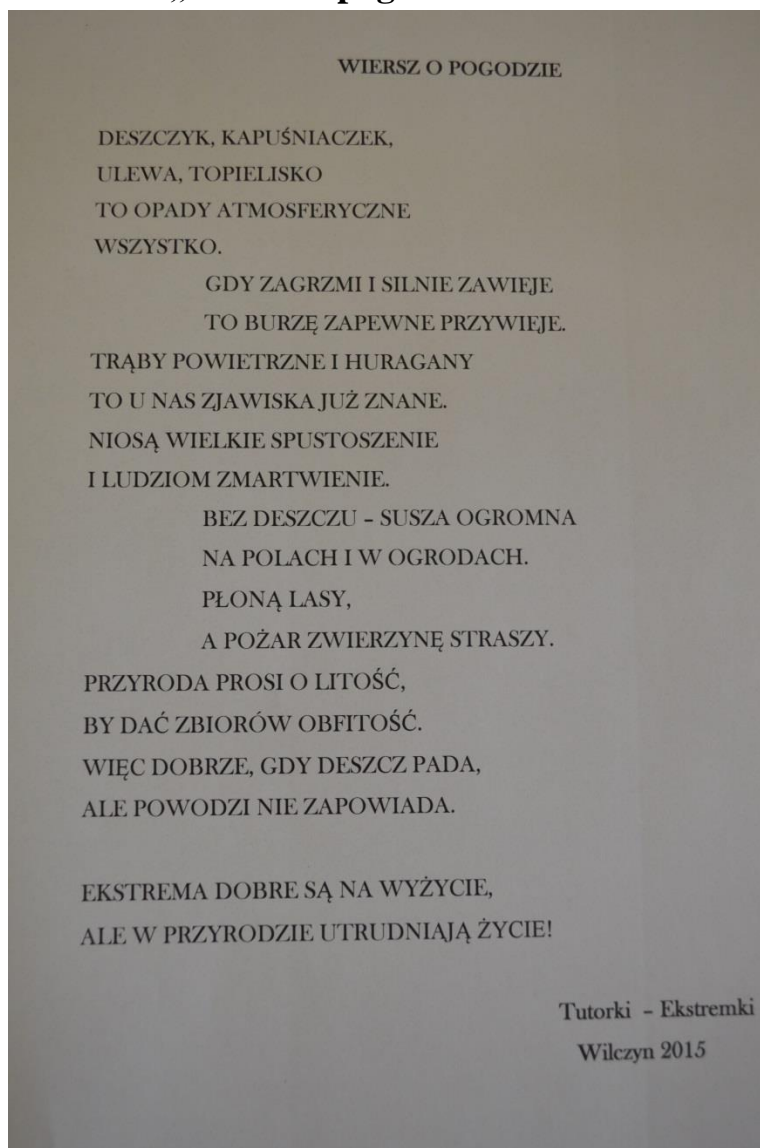 WIERSZ O POGODZIE
DESZCZYK, KAPUŚNIACZEK,
ULEWA, TOPIELISKO
TO OPADY ATMOSFERYCZNE
WSZYSTKO.
GDY ZAGRZMI I SILNIE ZAWIEJE
TO BURZĘ ZAPEWNE PRZYWIEJE.
TRĄBY POWIETRZNE I HURAGANY
TO U NAS ZJAWISKA JUŻ ZNANE.
NIOSĄ WIELKIE SPUSTOSZENIE
I LUDZIOM ZMARTWIENIE.
BEZ DESZCZU – SUSZA OGROMNA
NA POLACH I W OGRODACH.
PŁONĄ LASY,
A POŻAR ZWIERZYNĘ STRASZY.
PRZYRODA PROSI O LITOŚĆ,
BY DAĆ ZBIORÓW OBFITOŚĆ.
WIĘC DOBRZE, GDY DESZCZ PADA,
ALE POWODZI NIE ZAPOWIADA.
EKSTREMA DOBRE SĄ NA WYŻYCIE,
ALE W PRZYRODZIE UTRUDNIAJĄ ŻYCIE!
Tutorki – Ekstremki
Wilczyn 2015